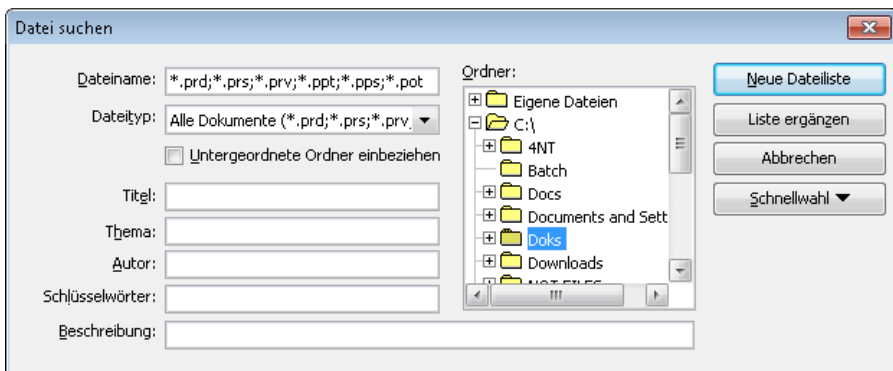 Datei suchen
Dateiname:
*.prd;*.prs;*.prv;*.ppt;*.pps;*.pot
Dateityp:
Alle Dokumente (*.prd;*.prs;*.prv,
Untergeordnete Ordner einbeziehen
Titel:
Thema:
Autor:
Schlüsselwörter:
Beschreibung:
Ordner:
Eigene Dateien
C:\
4NT
Batch
Docs
Documents and Sett
Doks
Downloads
Neue Dateiliste
Liste ergänzen
Abbrechen
Schnellwahl